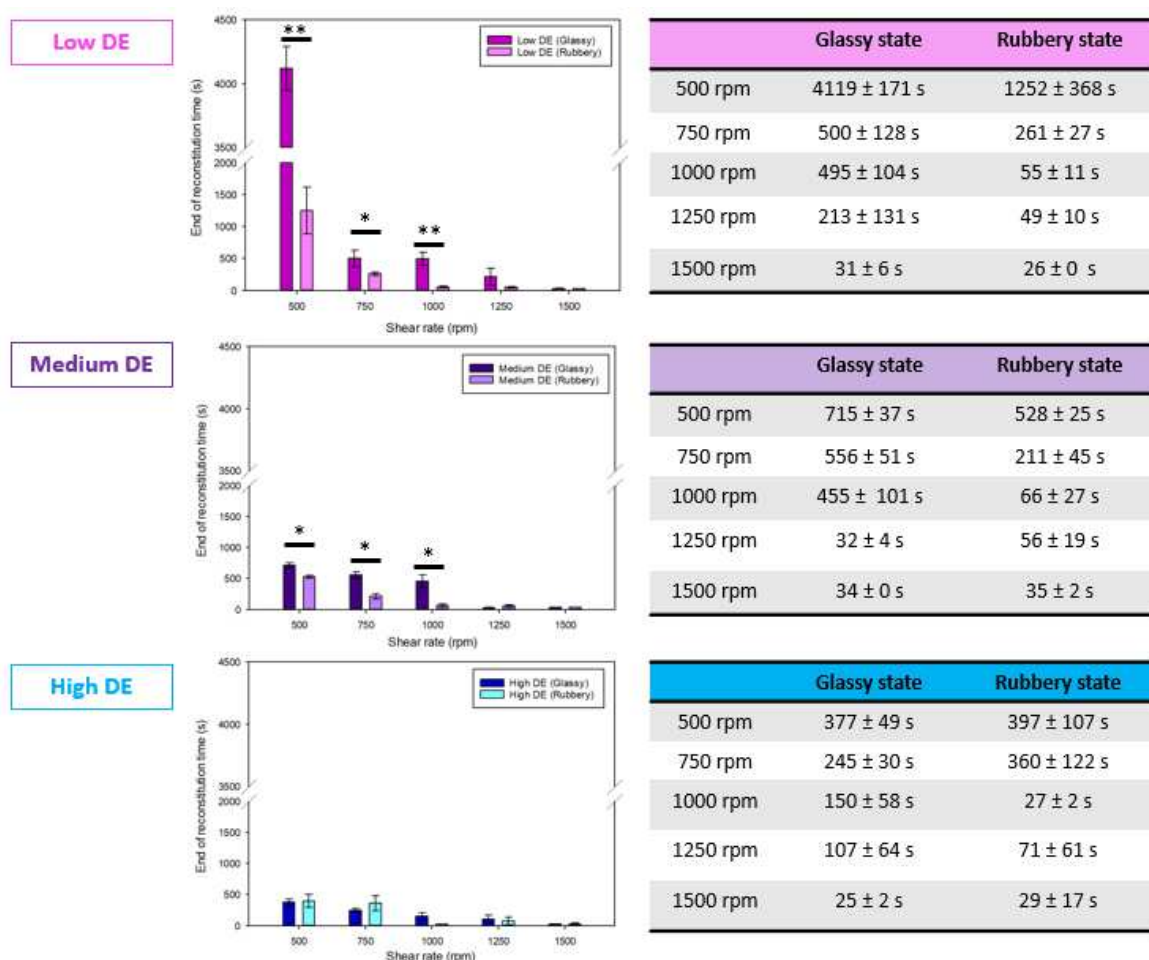 Low DE
4500
4000
3500
2000
1500
1000
500
0
End of reconstitution time (s)
** 
*
**
Low DE (Glassy)
Low DE (Rubbery)
500 750 1000 1250 1500
Shear rate (rpm)
Glassy state Rubbery state
500 rpm 4119 ± 171 s 1252 ± 368 s
750 rpm 500 ± 128 s 261 ± 27 s
1000 rpm 495 ± 104 s 55 ± 11 s
1250 rpm 213 ± 131 s 49 ± 10 s
1500 rpm 31 ± 6 s 26 ± 0 s
Medium DE
4500
4000
3500
2000
1500
1000
500
0
End of reconstitution time (s)
*
*
*
Medium DE (Glassy)
Medium DE (Rubbery)
500 750 1000 1250 1500
Shear rate (rpm)
Glassy state Rubbery state
500 rpm 715 ± 37 s 528 ± 25 s
750 rpm 556 ± 51 s 211 ± 45 s
1000 rpm 455 ± 101 s 66 ± 27 s
1250 rpm 32 ± 4 s 56 ± 19 s
1500 rpm 34 ± 0 s 35 ± 2 s
High DE
4500
4000
3500
2000
1500
1000
500
0
End of reconstitution time (s)
High DE (Glassy)
High DE (Rubbery)
500 750 1000 1250 1500
Shear rate (rpm)
Glassy state Rubbery state
500 rpm 377 ± 49 s 397 ± 107 s
750 rpm 245 ± 30 s 360 ± 122 s
1000 rpm 150 ± 58 s 27 ± 2 s
1250 rpm 107 ± 64 s 71 ± 61 s
1500 rpm 25 ± 2 s 29 ± 17 s